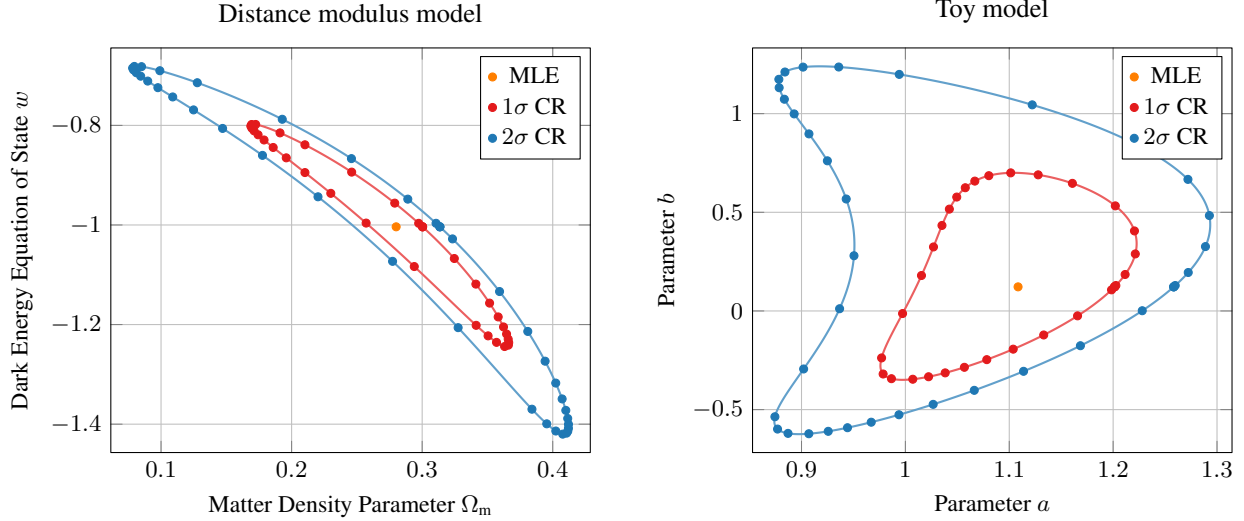 Distance modulus model
Dark Energy Equation of State w
−0.8
−1
−1.2
−1.4
0.1 0.2 0.3 0.4
Matter Density Parameter Ωm
MLE
1σ CR
2σ CR
Toy model
Parameter b
1
0.5
0
−0.5
0.9 1 1.1 1.2 1.3
Parameter a
MLE
1σ CR
2σ CR